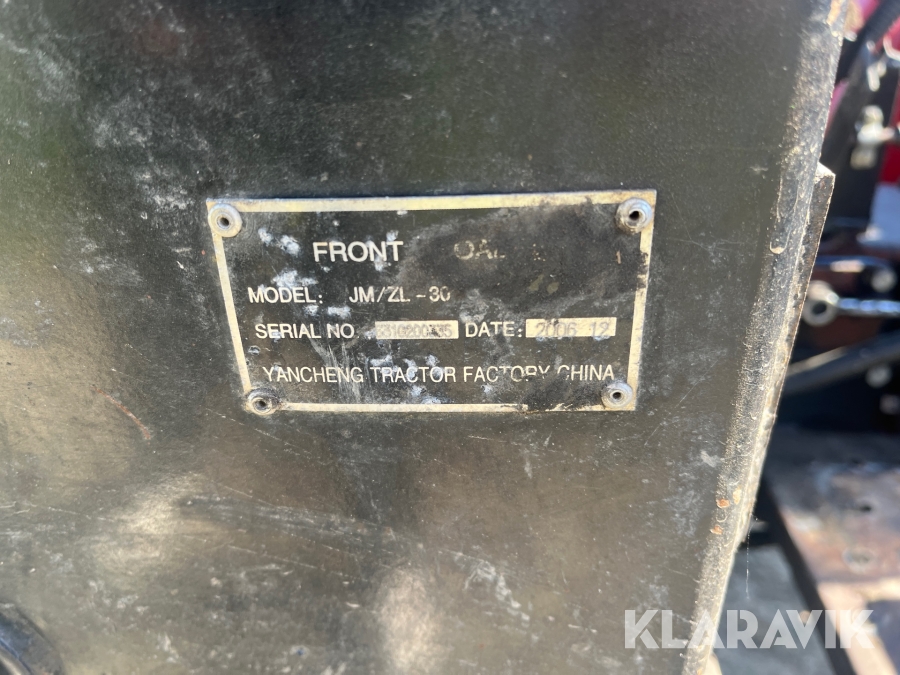 FRONT
MODEL: JM/ZL-30
SERIAL NO DATE: 2006 12
YANCHENG TRACTOR FACTORY CHINA
KLARAVIK